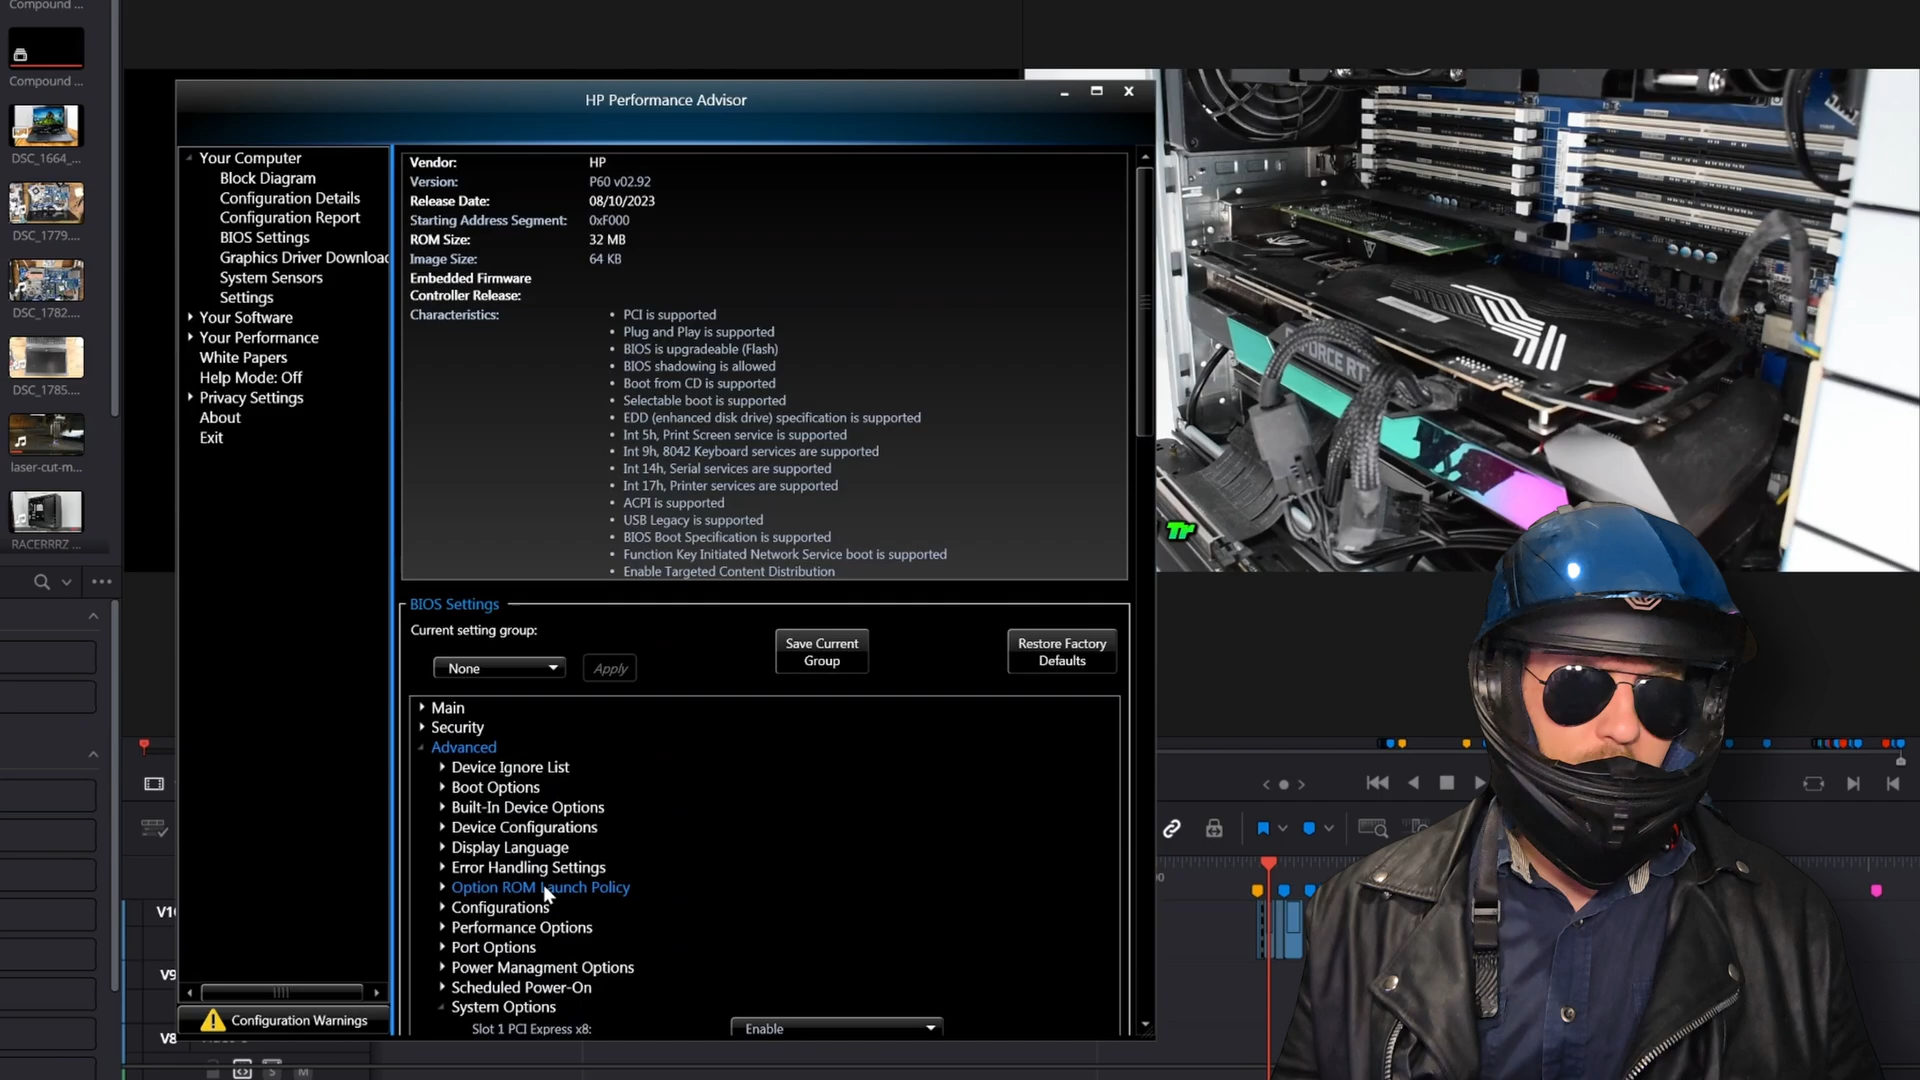 Compound ...
Compound ...
DSC_1664_...
DSC_1779....
DSC_1782....
DSC_1785....
laser-cut-m...
RACERRRZ ...
HP Performance Advisor
Your Computer
Block Diagram
Configuration Details
Configuration Report
BIOS Settings
Graphics Driver Downloa
System Sensors
Settings
Your Software
Your Performance
White Papers
Help Mode: Off
Privacy Settings
About
Exit
Configuration Warnings
Vendor: HP
Version: P60 v02.92
Release Date: 08/10/2023
Starting Address Segment: 0xF000
ROM Size: 32 MB
Image Size: 64 KB
Embedded Firmware
Controller Release:
Characteristics: • PCI is supported
• Plug and Play is supported
• BIOS is upgradeable (Flash)
• BIOS shadowing is allowed
• Boot from CD is supported
• Selectable boot is supported
• EDD (enhanced disk drive) specification is supported
• Int 5h, Print Screen service is supported
• Int 9h, 8042 Keyboard services are supported
• Int 14h, Serial services are supported
• Int 17h, Printer services are supported
• ACPI is supported
• USB Legacy is supported
• BIOS Boot Specification is supported
• Function Key Initiated Network Service boot is supported
• Enable Targeted Content Distribution
BIOS Settings
Current setting group:
None
Apply
Save Current
Group
Restore Factory
Defaults
Main
Security
Advanced
Device Ignore List
Boot Options
Built-In Device Options
Device Configurations
Display Language
Error Handling Settings
Option ROM Launch Policy
Configurations
Performance Options
Port Options
Power Managment Options
Scheduled Power-On
System Options
Slot 1 PCI Express x8: Enable
Tr
V9
V8
S
M